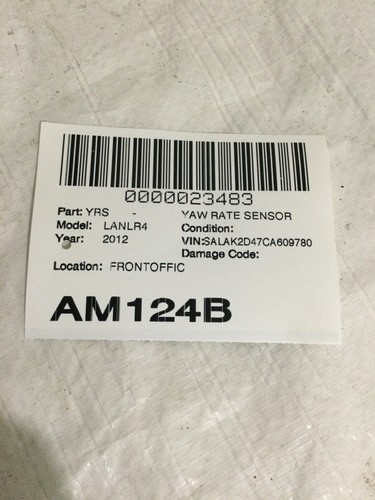 0000023483
Part: YRS - YAW RATE SENSOR
Model: LANLR4 Condition:
Year: 2012 VIN:SALAK2D47CA609780
Damage Code:
Location: FRONTOFFIC
AM124B